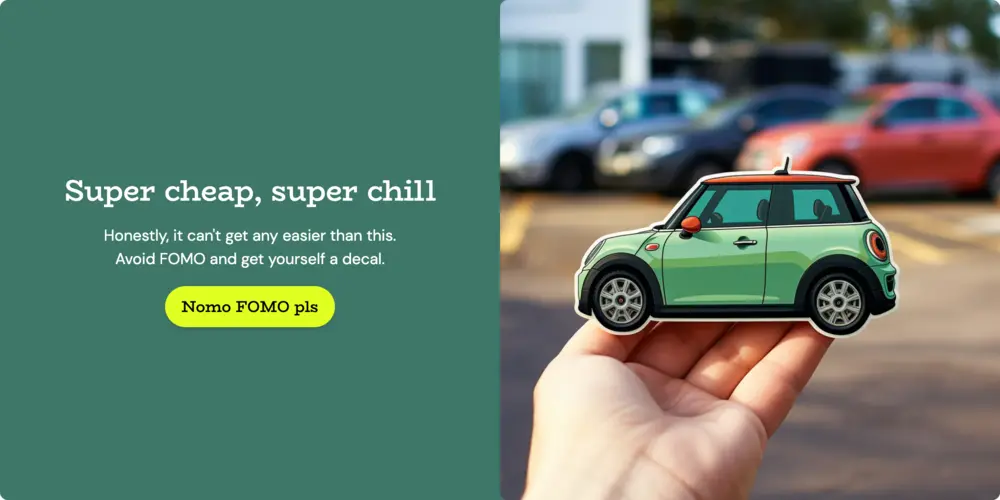 Super cheap, super chill
Honestly, it can't get any easier than this.
Avoid FOMO and get yourself a decal.
Nomo FOMO pls